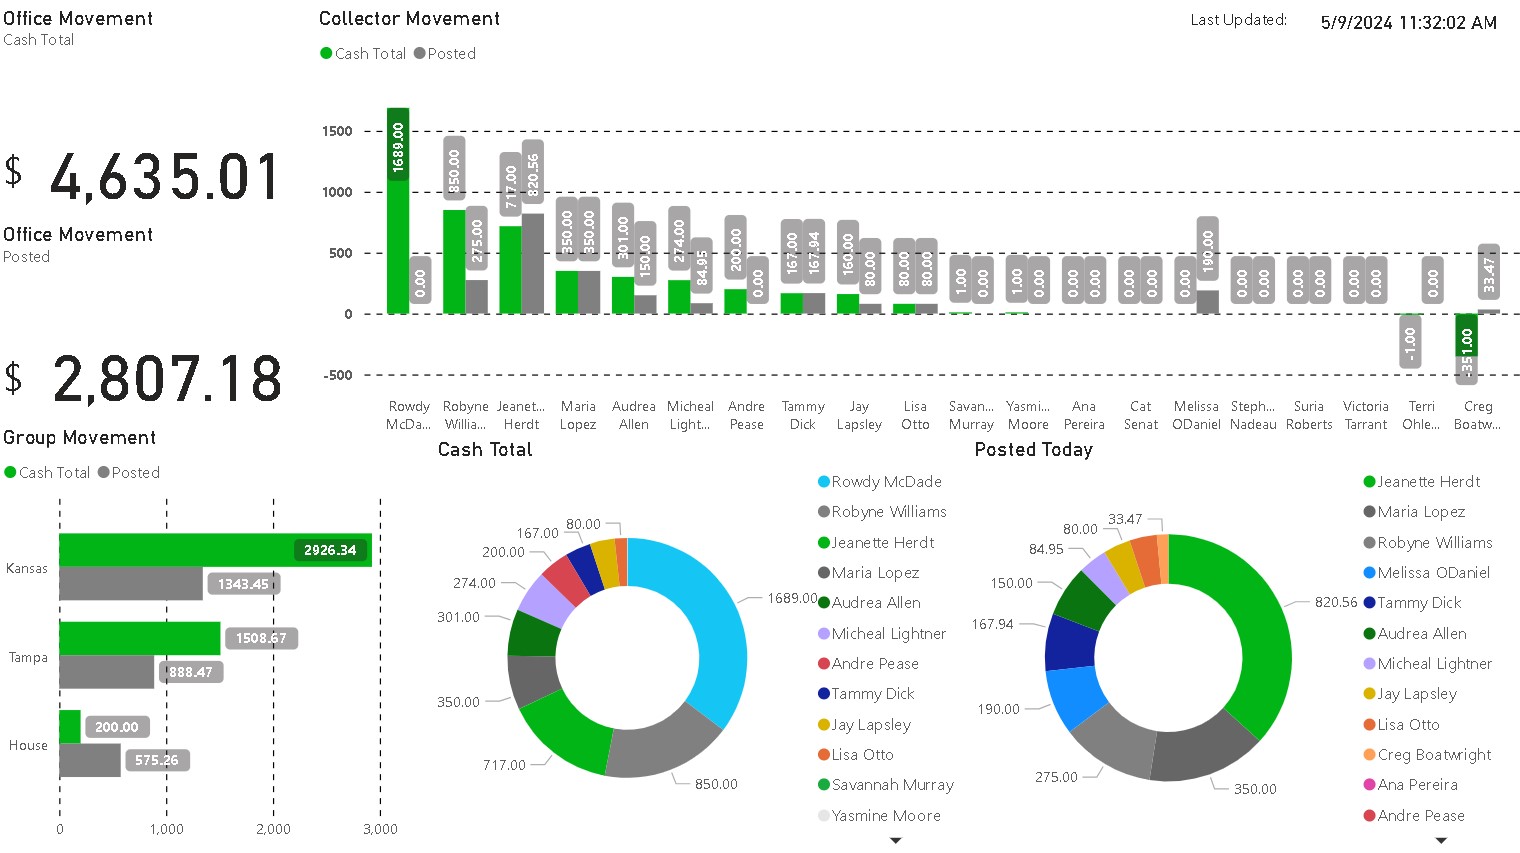 Office Movement
Cash Total
$ 4,635.01
Office Movement
Posted
$ 2,807.18
Collector Movement
Cash Total Posted
Last Updated: 5/9/2024 11:32:02 AM
1500
1000
500
0
-500
1689.00 0.00
850.00 275.00
717.00 820.56
350.00 350.00
301.00 150.00
274.00 84.95
200.00 0.00
167.00 167.94
160.00 80.00
80.00 80.00
1.00 0.00
1.00 0.00
0.00 0.00
0.00 0.00
0.00 190.00
0.00 0.00
0.00 0.00
0.00 0.00
-1.00 0.00
-351.00 33.47
Rowdy McDa...
Robyne Willia...
Jeanet... Herdt
Maria Lopez
Audrea Allen
Micheal Light...
Andre Pease
Tammy Dick
Jay Lapsley
Lisa Otto
Savan... Murray
Yasmi... Moore
Ana Pereira
Cat Senat
Melissa ODaniel
Steph... Nadeau
Suria Roberts
Victoria Tarrant
Terri Ohle...
Creg Boatw...
Group Movement
Cash Total Posted
Kansas 2926.34
1343.45
Tampa 1508.67
888.47
House 200.00
575.26
0 1,000 2,000 3,000
Cash Total
80.00
167.00
200.00
274.00
301.00
350.00
717.00
850.00
1689.00
Rowdy McDade
Robyne Williams
Jeanette Herdt
Maria Lopez
Audrea Allen
Micheal Lightner
Andre Pease
Tammy Dick
Jay Lapsley
Lisa Otto
Savannah Murray
Yasmine Moore
Posted Today
33.47
80.00
84.95
150.00
167.94
190.00
275.00
350.00
820.56
Jeanette Herdt
Maria Lopez
Robyne Williams
Melissa ODaniel
Tammy Dick
Audrea Allen
Micheal Lightner
Jay Lapsley
Lisa Otto
Creg Boatwright
Ana Pereira
Andre Pease